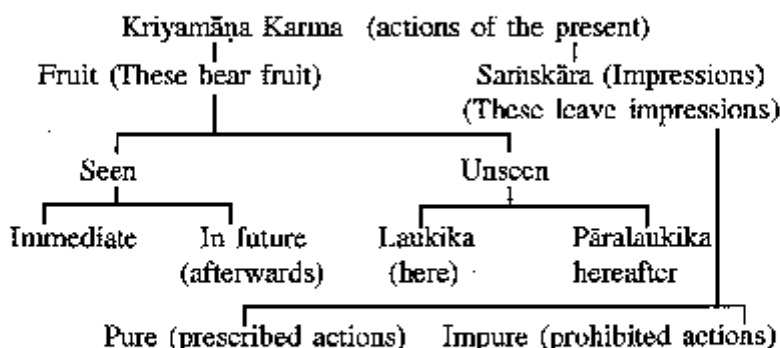 Kriyamāṇa Karma (actions of the present)
Fruit (These bear fruit) Saṁskāra (Impressions)
(These leave impressions)
Seen Unseen
Immediate In future Laukika Pāralaukika
(afterwards) (here) hereafter
Pure (prescribed actions) Impure (prohibited actions)